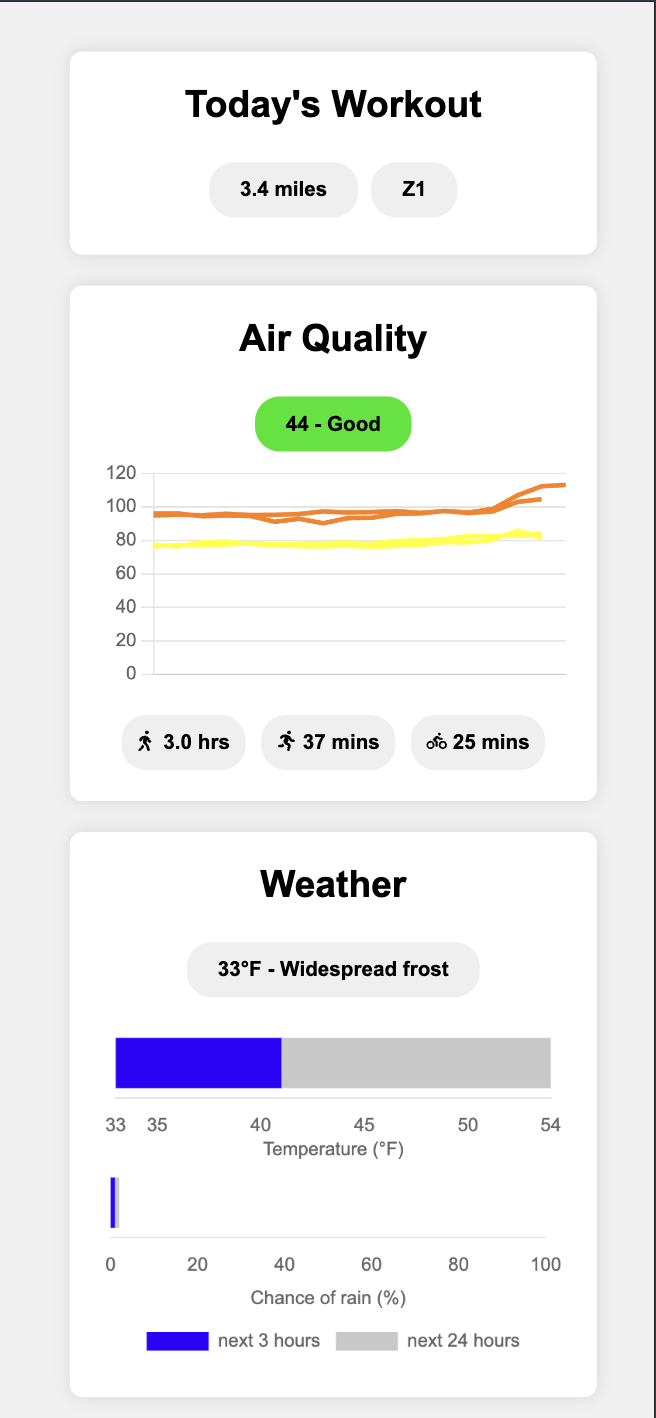 Today's Workout
3.4 miles Z1
Air Quality
44 - Good
120
100
80
60
40
20
0
3.0 hrs 37 mins 25 mins
Weather
33°F - Widespread frost
33 35 40 45 50 54
Temperature (°F)
0 20 40 60 80 100
Chance of rain (%)
next 3 hours next 24 hours